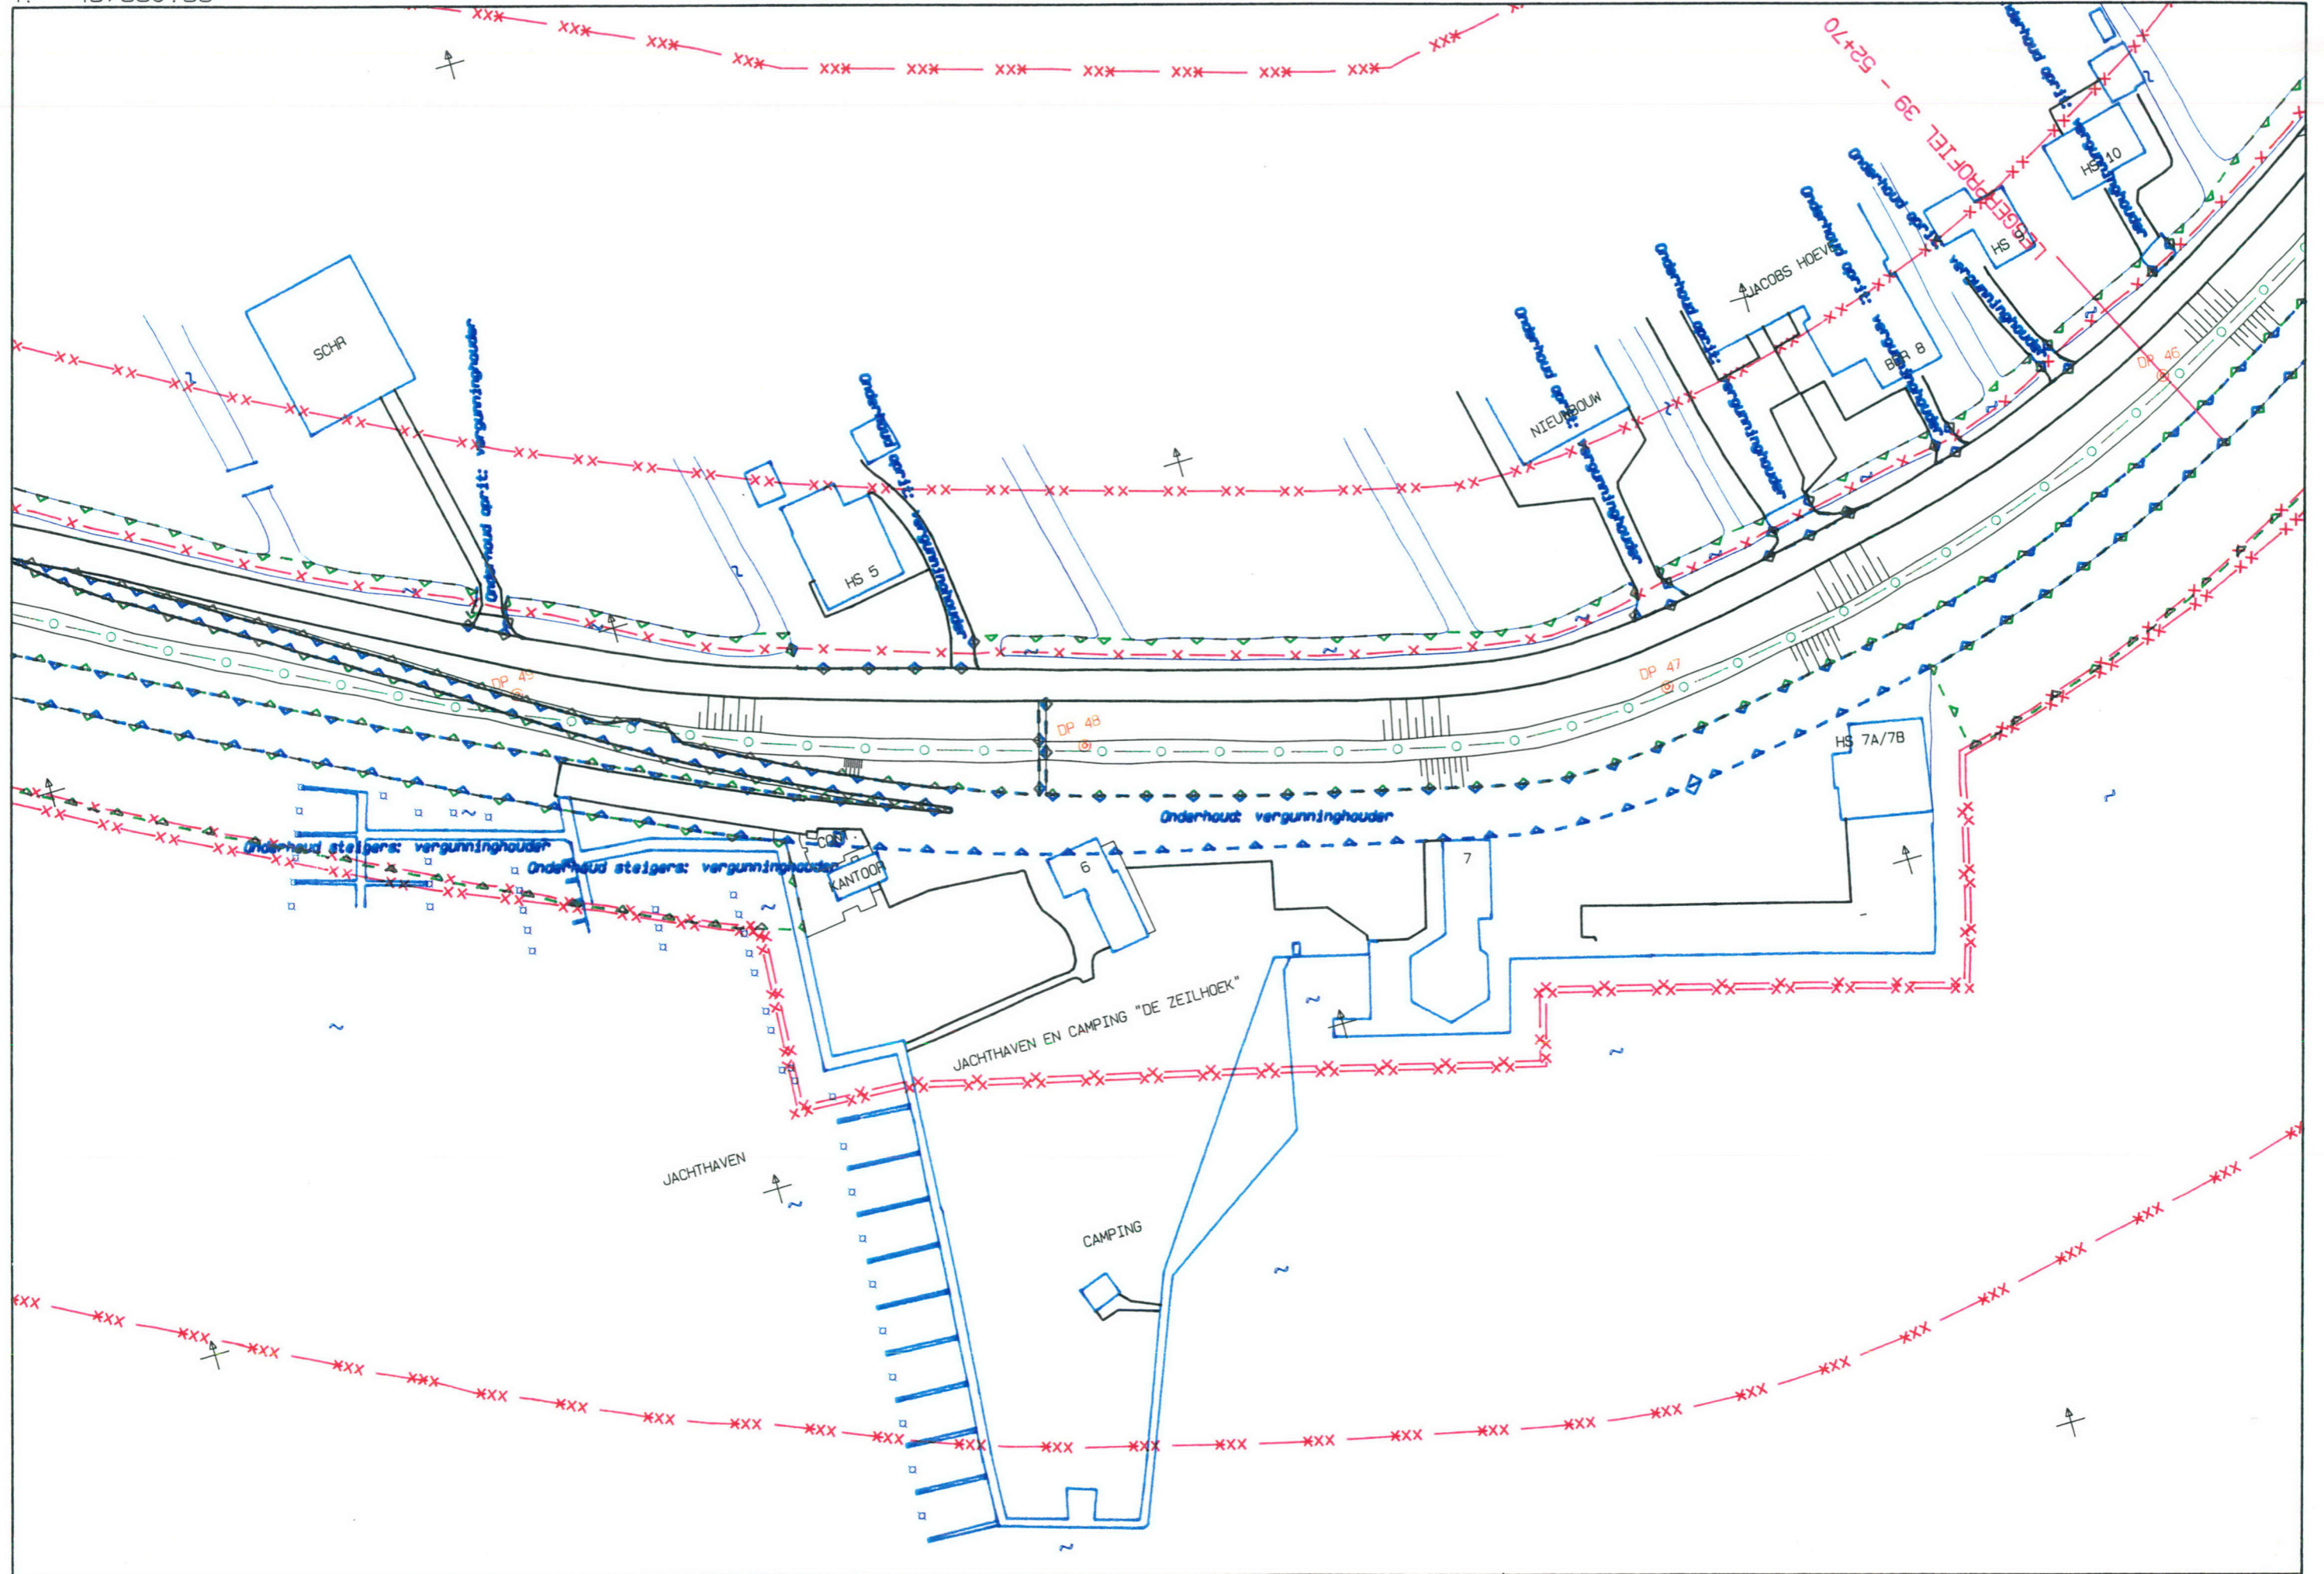 LEGGERPROFIEL 39 - 52+70
Onderhoud oprit: vergunninghouder
HS 10
Onderhoud oprit: vergunninghouder
HS 9
Onderhoud oprit: vergunninghouder
BER 8
JACOBS HOEVE
Onderhoud oprit: vergunninghouder
Onderhoud oprit: vergunninghouder
NIEUWBOUW
Onderhoud oprit: vergunninghouder
HS 5
Onderhoud oprit: vergunninghouder
SCHR
DP 46
DP 47
DP 48
DP 49
HS 7A/7B
Onderhoud: vergunninghouder
Onderhoud steigers: vergunninghouder
Onderhoud steigers: vergunninghouder
KANTOOR
6
7
JACHTHAVEN EN CAMPING "DE ZEILHOEK"
JACHTHAVEN
CAMPING